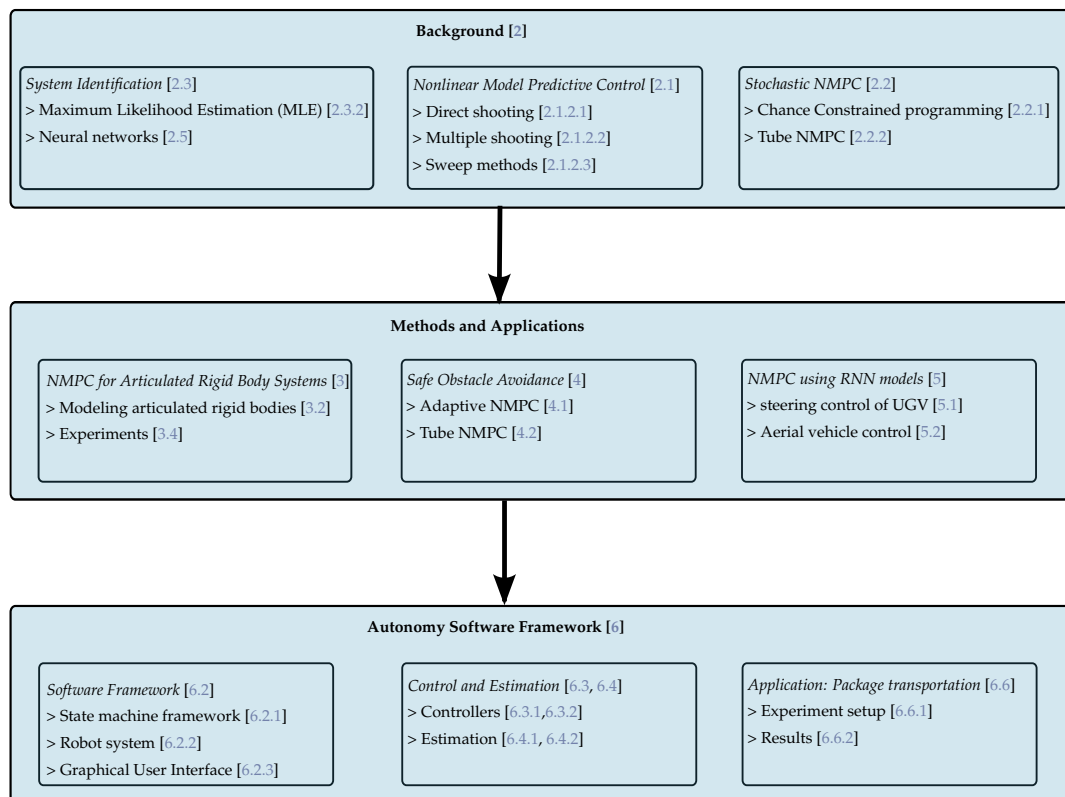 Background [2]
System Identification [2.3]
> Maximum Likelihood Estimation (MLE) [2.3.2]
> Neural networks [2.5]
Nonlinear Model Predictive Control [2.1]
> Direct shooting [2.1.2.1]
> Multiple shooting [2.1.2.2]
> Sweep methods [2.1.2.3]
Stochastic NMPC [2.2]
> Chance Constrained programming [2.2.1]
> Tube NMPC [2.2.2]
Methods and Applications
NMPC for Articulated Rigid Body Systems [3]
> Modeling articulated rigid bodies [3.2]
> Experiments [3.4]
Safe Obstacle Avoidance [4]
> Adaptive NMPC [4.1]
> Tube NMPC [4.2]
NMPC using RNN models [5]
> steering control of UGV [5.1]
> Aerial vehicle control [5.2]
Autonomy Software Framework [6]
Software Framework [6.2]
> State machine framework [6.2.1]
> Robot system [6.2.2]
> Graphical User Interface [6.2.3]
Control and Estimation [6.3, 6.4]
> Controllers [6.3.1,6.3.2]
> Estimation [6.4.1, 6.4.2]
Application: Package transportation [6.6]
> Experiment setup [6.6.1]
> Results [6.6.2]